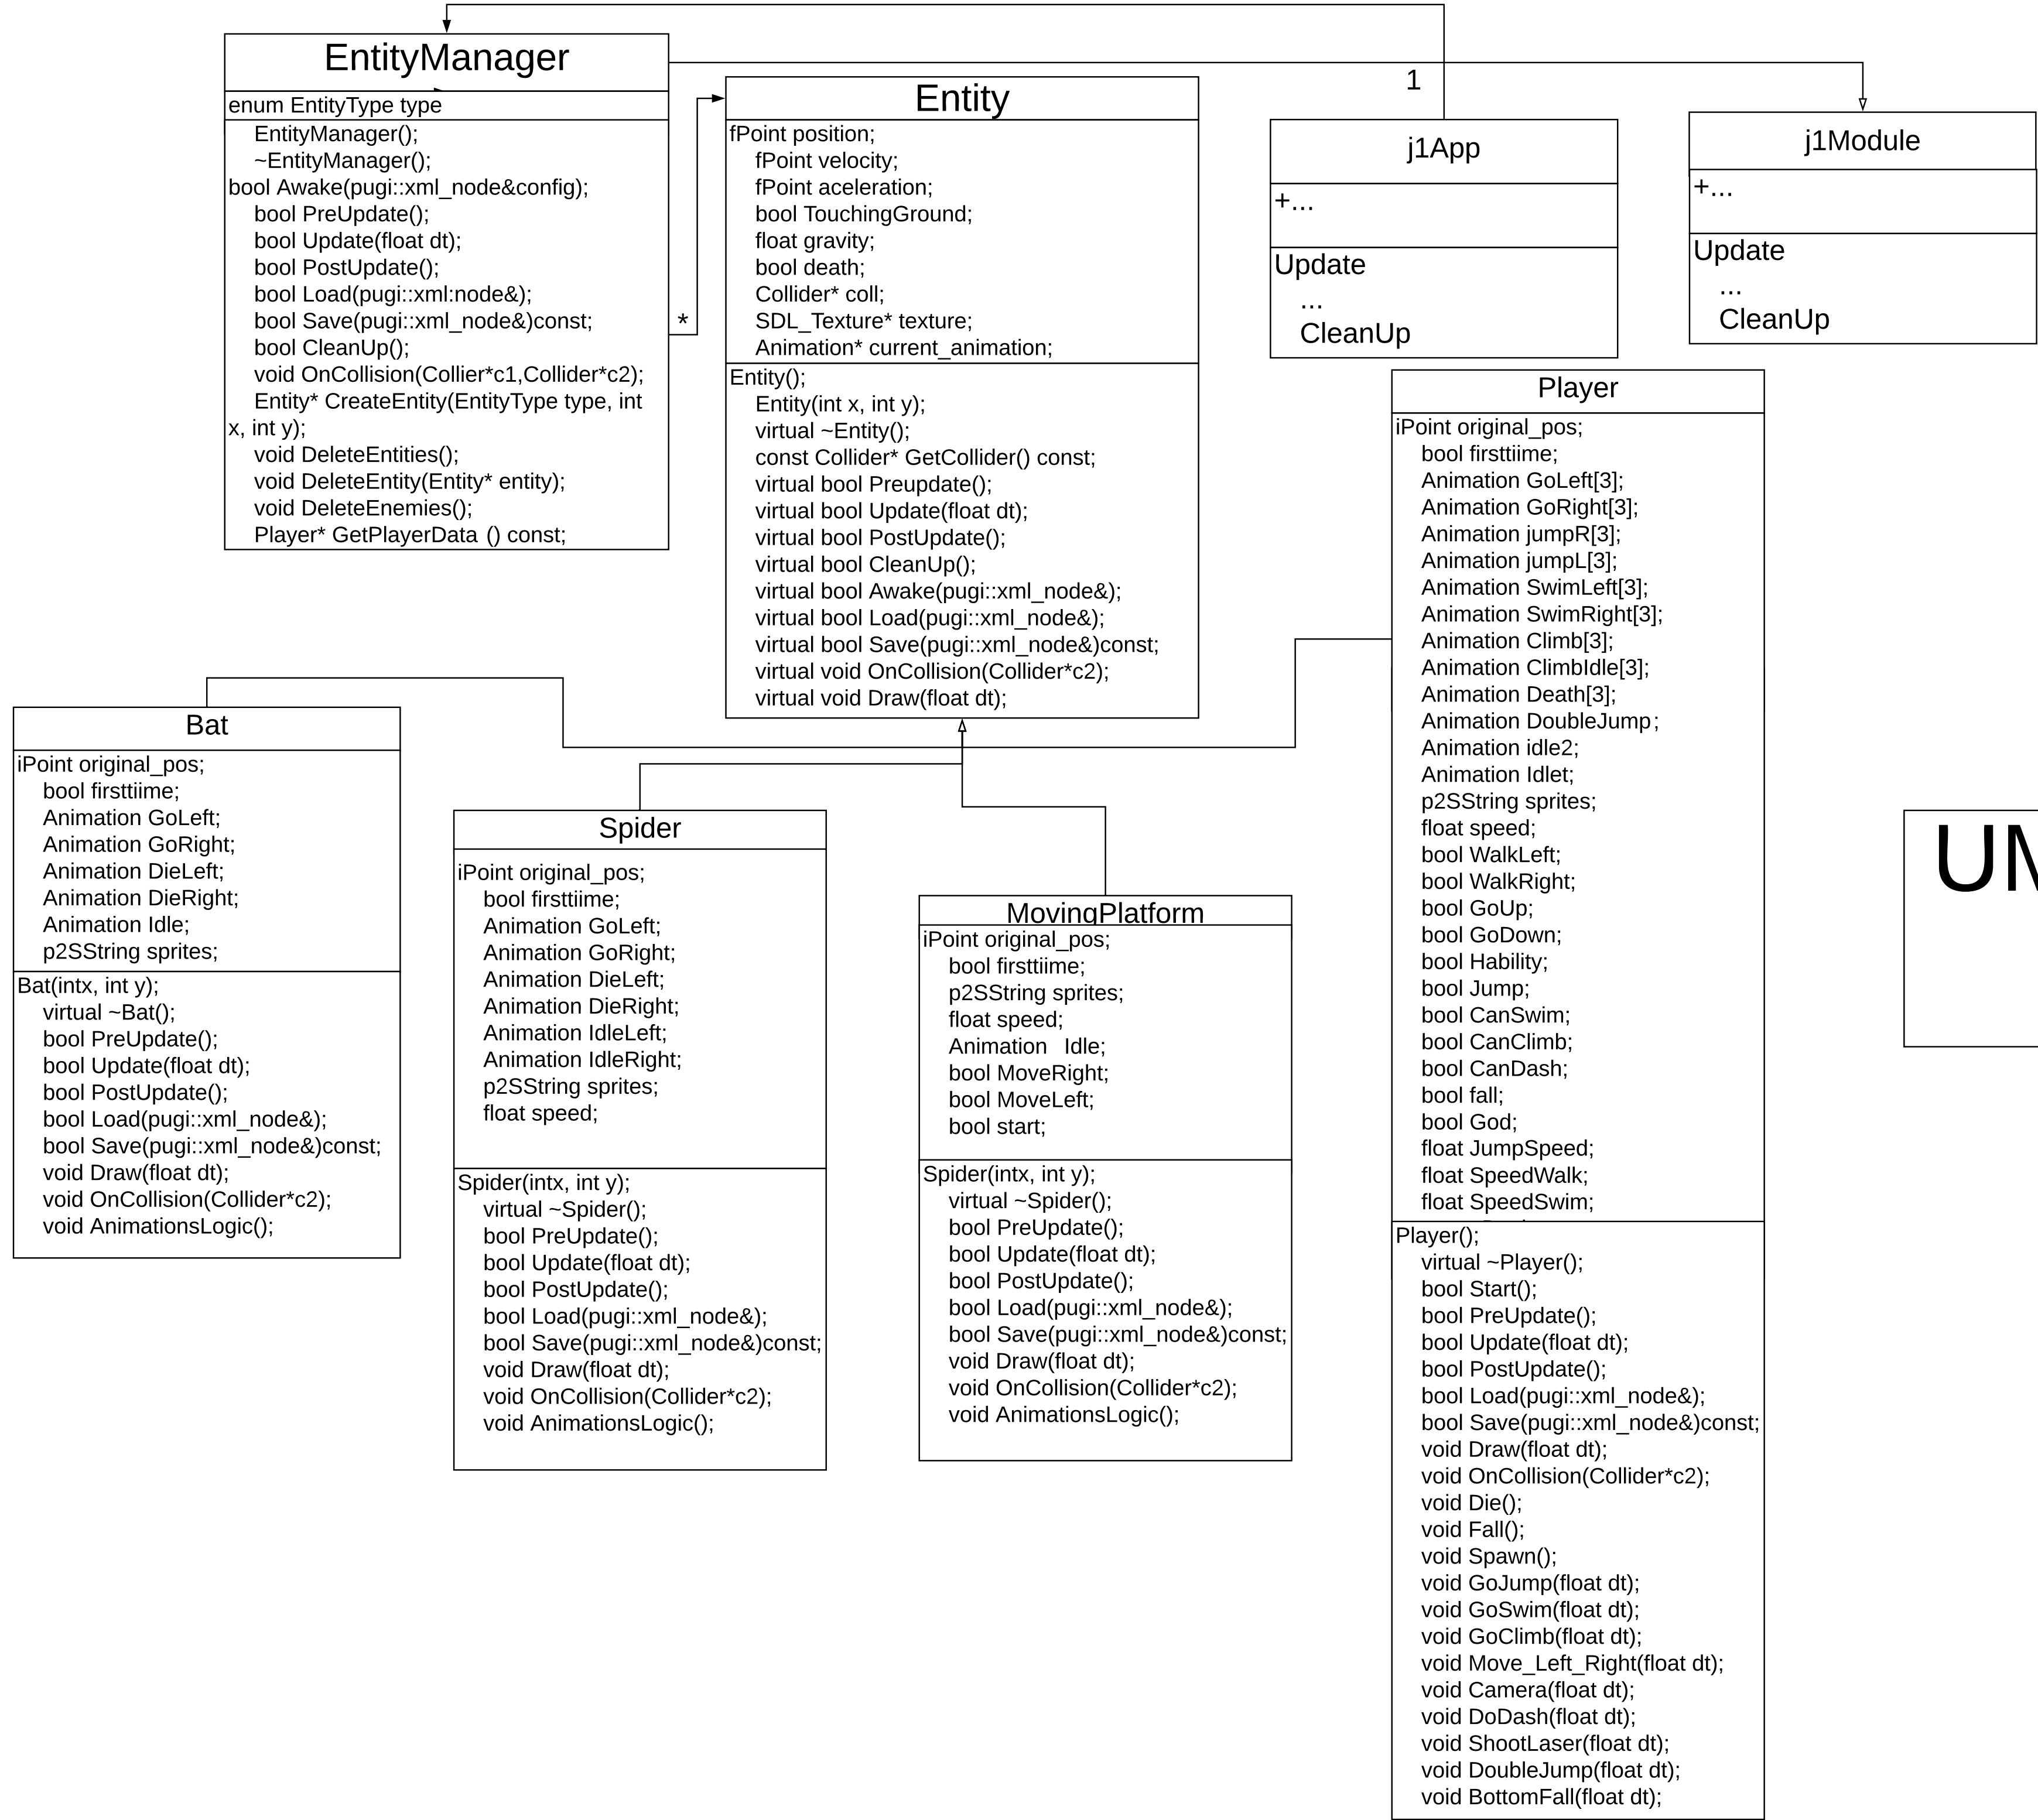 EntityManager
enum EntityType type
EntityManager();
~EntityManager();
bool Awake(pugi::xml_node&config);
bool PreUpdate();
bool Update(float dt);
bool PostUpdate();
bool Load(pugi::xml:node&);
bool Save(pugi::xml_node&)const;
bool CleanUp();
void OnCollision(Collier*c1,Collider*c2);
Entity* CreateEntity(EntityType type, int
x, int y);
void DeleteEntities();
void DeleteEntity(Entity* entity);
void DeleteEnemies();
Player* GetPlayerData () const;
*
Entity
fPoint position;
fPoint velocity;
fPoint aceleration;
bool TouchingGround;
float gravity;
bool death;
Collider* coll;
SDL_Texture* texture;
Animation* current_animation;
Entity();
Entity(int x, int y);
virtual ~Entity();
const Collider* GetCollider() const;
virtual bool Preupdate();
virtual bool Update(float dt);
virtual bool PostUpdate();
virtual bool CleanUp();
virtual bool Awake(pugi::xml_node&);
virtual bool Load(pugi::xml_node&);
virtual bool Save(pugi::xml_node&)const;
virtual void OnCollision(Collider*c2);
virtual void Draw(float dt);
1
j1App
+...
Update
...
CleanUp
j1Module
+...
Update
...
CleanUp
Bat
iPoint original_pos;
bool firsttiime;
Animation GoLeft;
Animation GoRight;
Animation DieLeft;
Animation DieRight;
Animation Idle;
p2SString sprites;
Bat(intx, int y);
virtual ~Bat();
bool PreUpdate();
bool Update(float dt);
bool PostUpdate();
bool Load(pugi::xml_node&);
bool Save(pugi::xml_node&)const;
void Draw(float dt);
void OnCollision(Collider*c2);
void AnimationsLogic();
Spider
iPoint original_pos;
bool firsttiime;
Animation GoLeft;
Animation GoRight;
Animation DieLeft;
Animation DieRight;
Animation IdleLeft;
Animation IdleRight;
p2SString sprites;
float speed;
Spider(intx, int y);
virtual ~Spider();
bool PreUpdate();
bool Update(float dt);
bool PostUpdate();
bool Load(pugi::xml_node&);
bool Save(pugi::xml_node&)const;
void Draw(float dt);
void OnCollision(Collider*c2);
void AnimationsLogic();
MovingPlatform
iPoint original_pos;
bool firsttiime;
p2SString sprites;
float speed;
Animation Idle;
bool MoveRight;
bool MoveLeft;
bool start;
Spider(intx, int y);
virtual ~Spider();
bool PreUpdate();
bool Update(float dt);
bool PostUpdate();
bool Load(pugi::xml_node&);
bool Save(pugi::xml_node&)const;
void Draw(float dt);
void OnCollision(Collider*c2);
void AnimationsLogic();
Player
iPoint original_pos;
bool firsttiime;
Animation GoLeft[3];
Animation GoRight[3];
Animation jumpR[3];
Animation jumpL[3];
Animation SwimLeft[3];
Animation SwimRight[3];
Animation Climb[3];
Animation ClimbIdle[3];
Animation Death[3];
Animation DoubleJump;
Animation idle2;
Animation Idlet;
p2SString sprites;
float speed;
bool WalkLeft;
bool WalkRight;
bool GoUp;
bool GoDown;
bool Hability;
bool Jump;
bool CanSwim;
bool CanClimb;
bool CanDash;
bool fall;
bool God;
float JumpSpeed;
float SpeedWalk;
float SpeedSwim;
Player();
virtual ~Player();
bool Start();
bool PreUpdate();
bool Update(float dt);
bool PostUpdate();
bool Load(pugi::xml_node&);
bool Save(pugi::xml_node&)const;
void Draw(float dt);
void OnCollision(Collider*c2);
void Die();
void Fall();
void Spawn();
void GoJump(float dt);
void GoSwim(float dt);
void GoClimb(float dt);
void Move_Left_Right(float dt);
void Camera(float dt);
void DoDash(float dt);
void ShootLaser(float dt);
void DoubleJump(float dt);
void BottomFall(float dt);